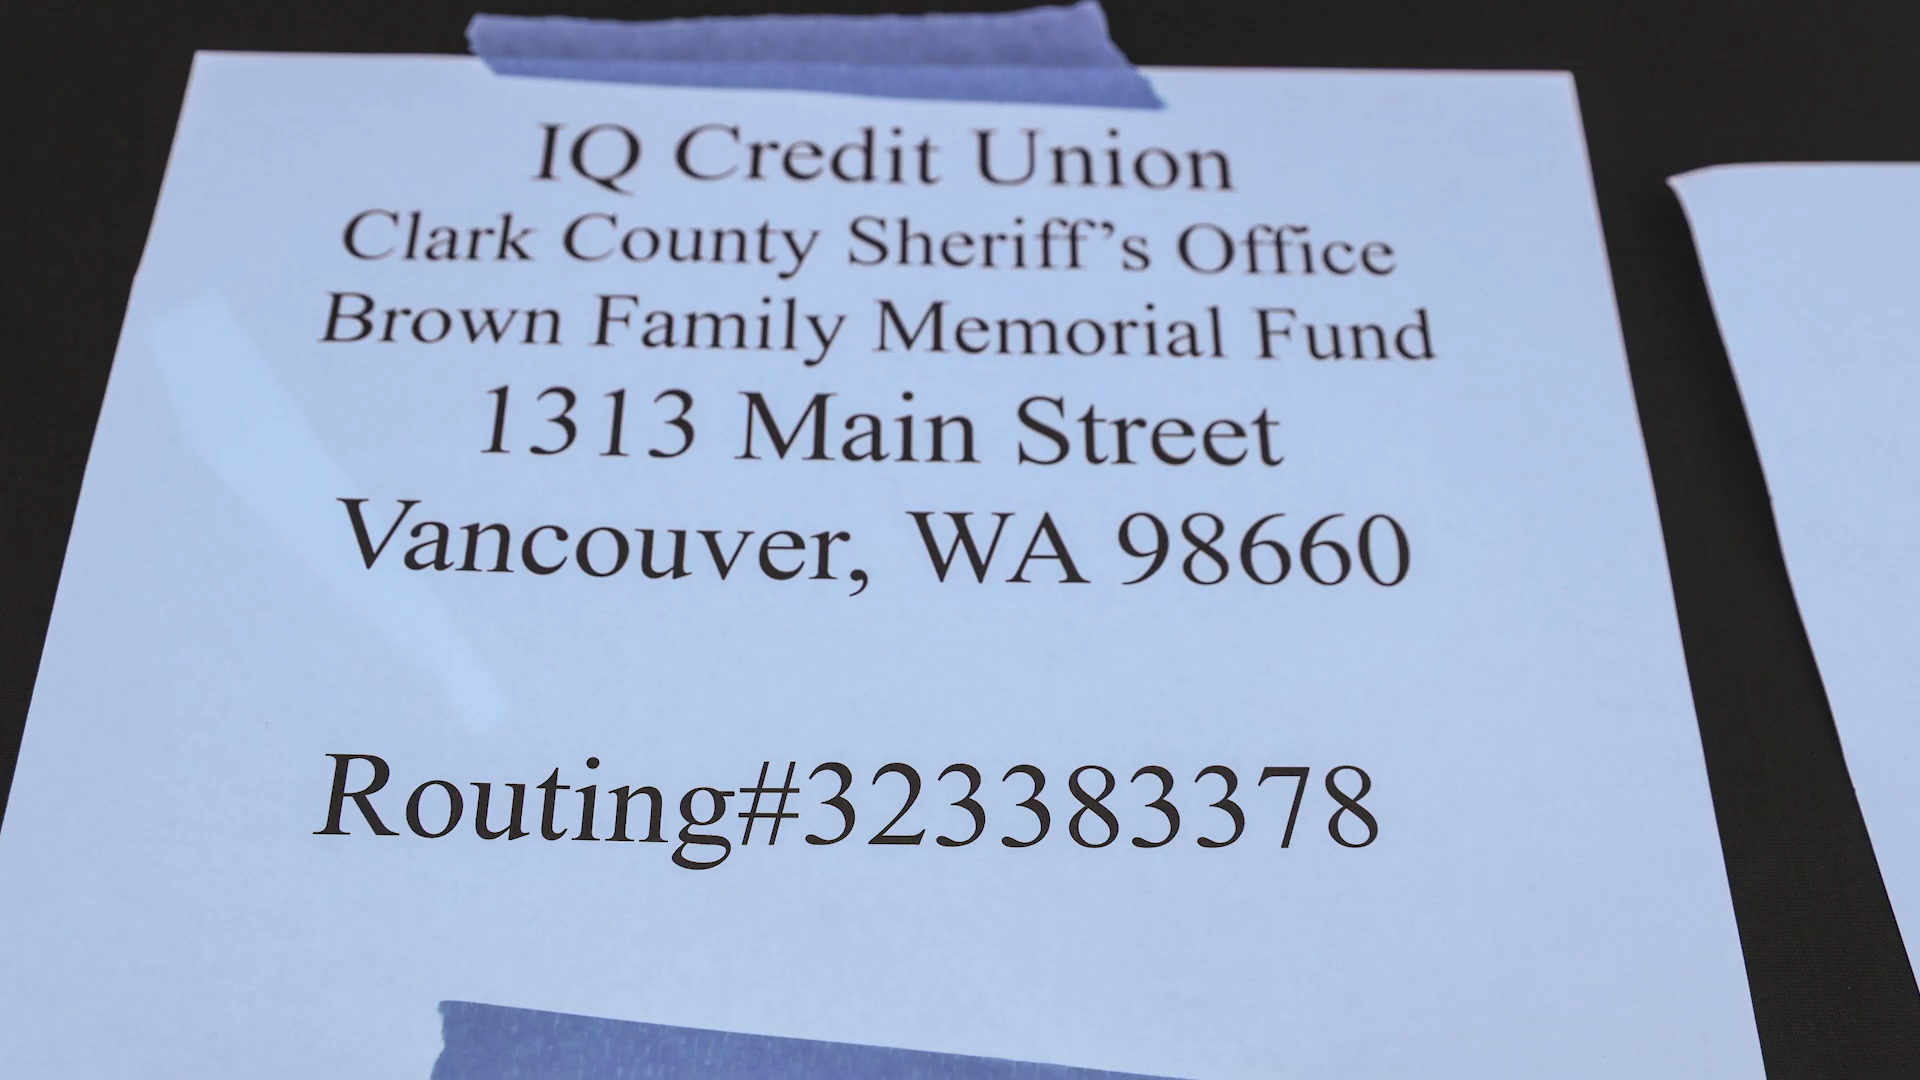 IQ Credit Union
Clark County Sheriff’s Office
Brown Family Memorial Fund
1313 Main Street
Vancouver, WA 98660
Routing#323383378